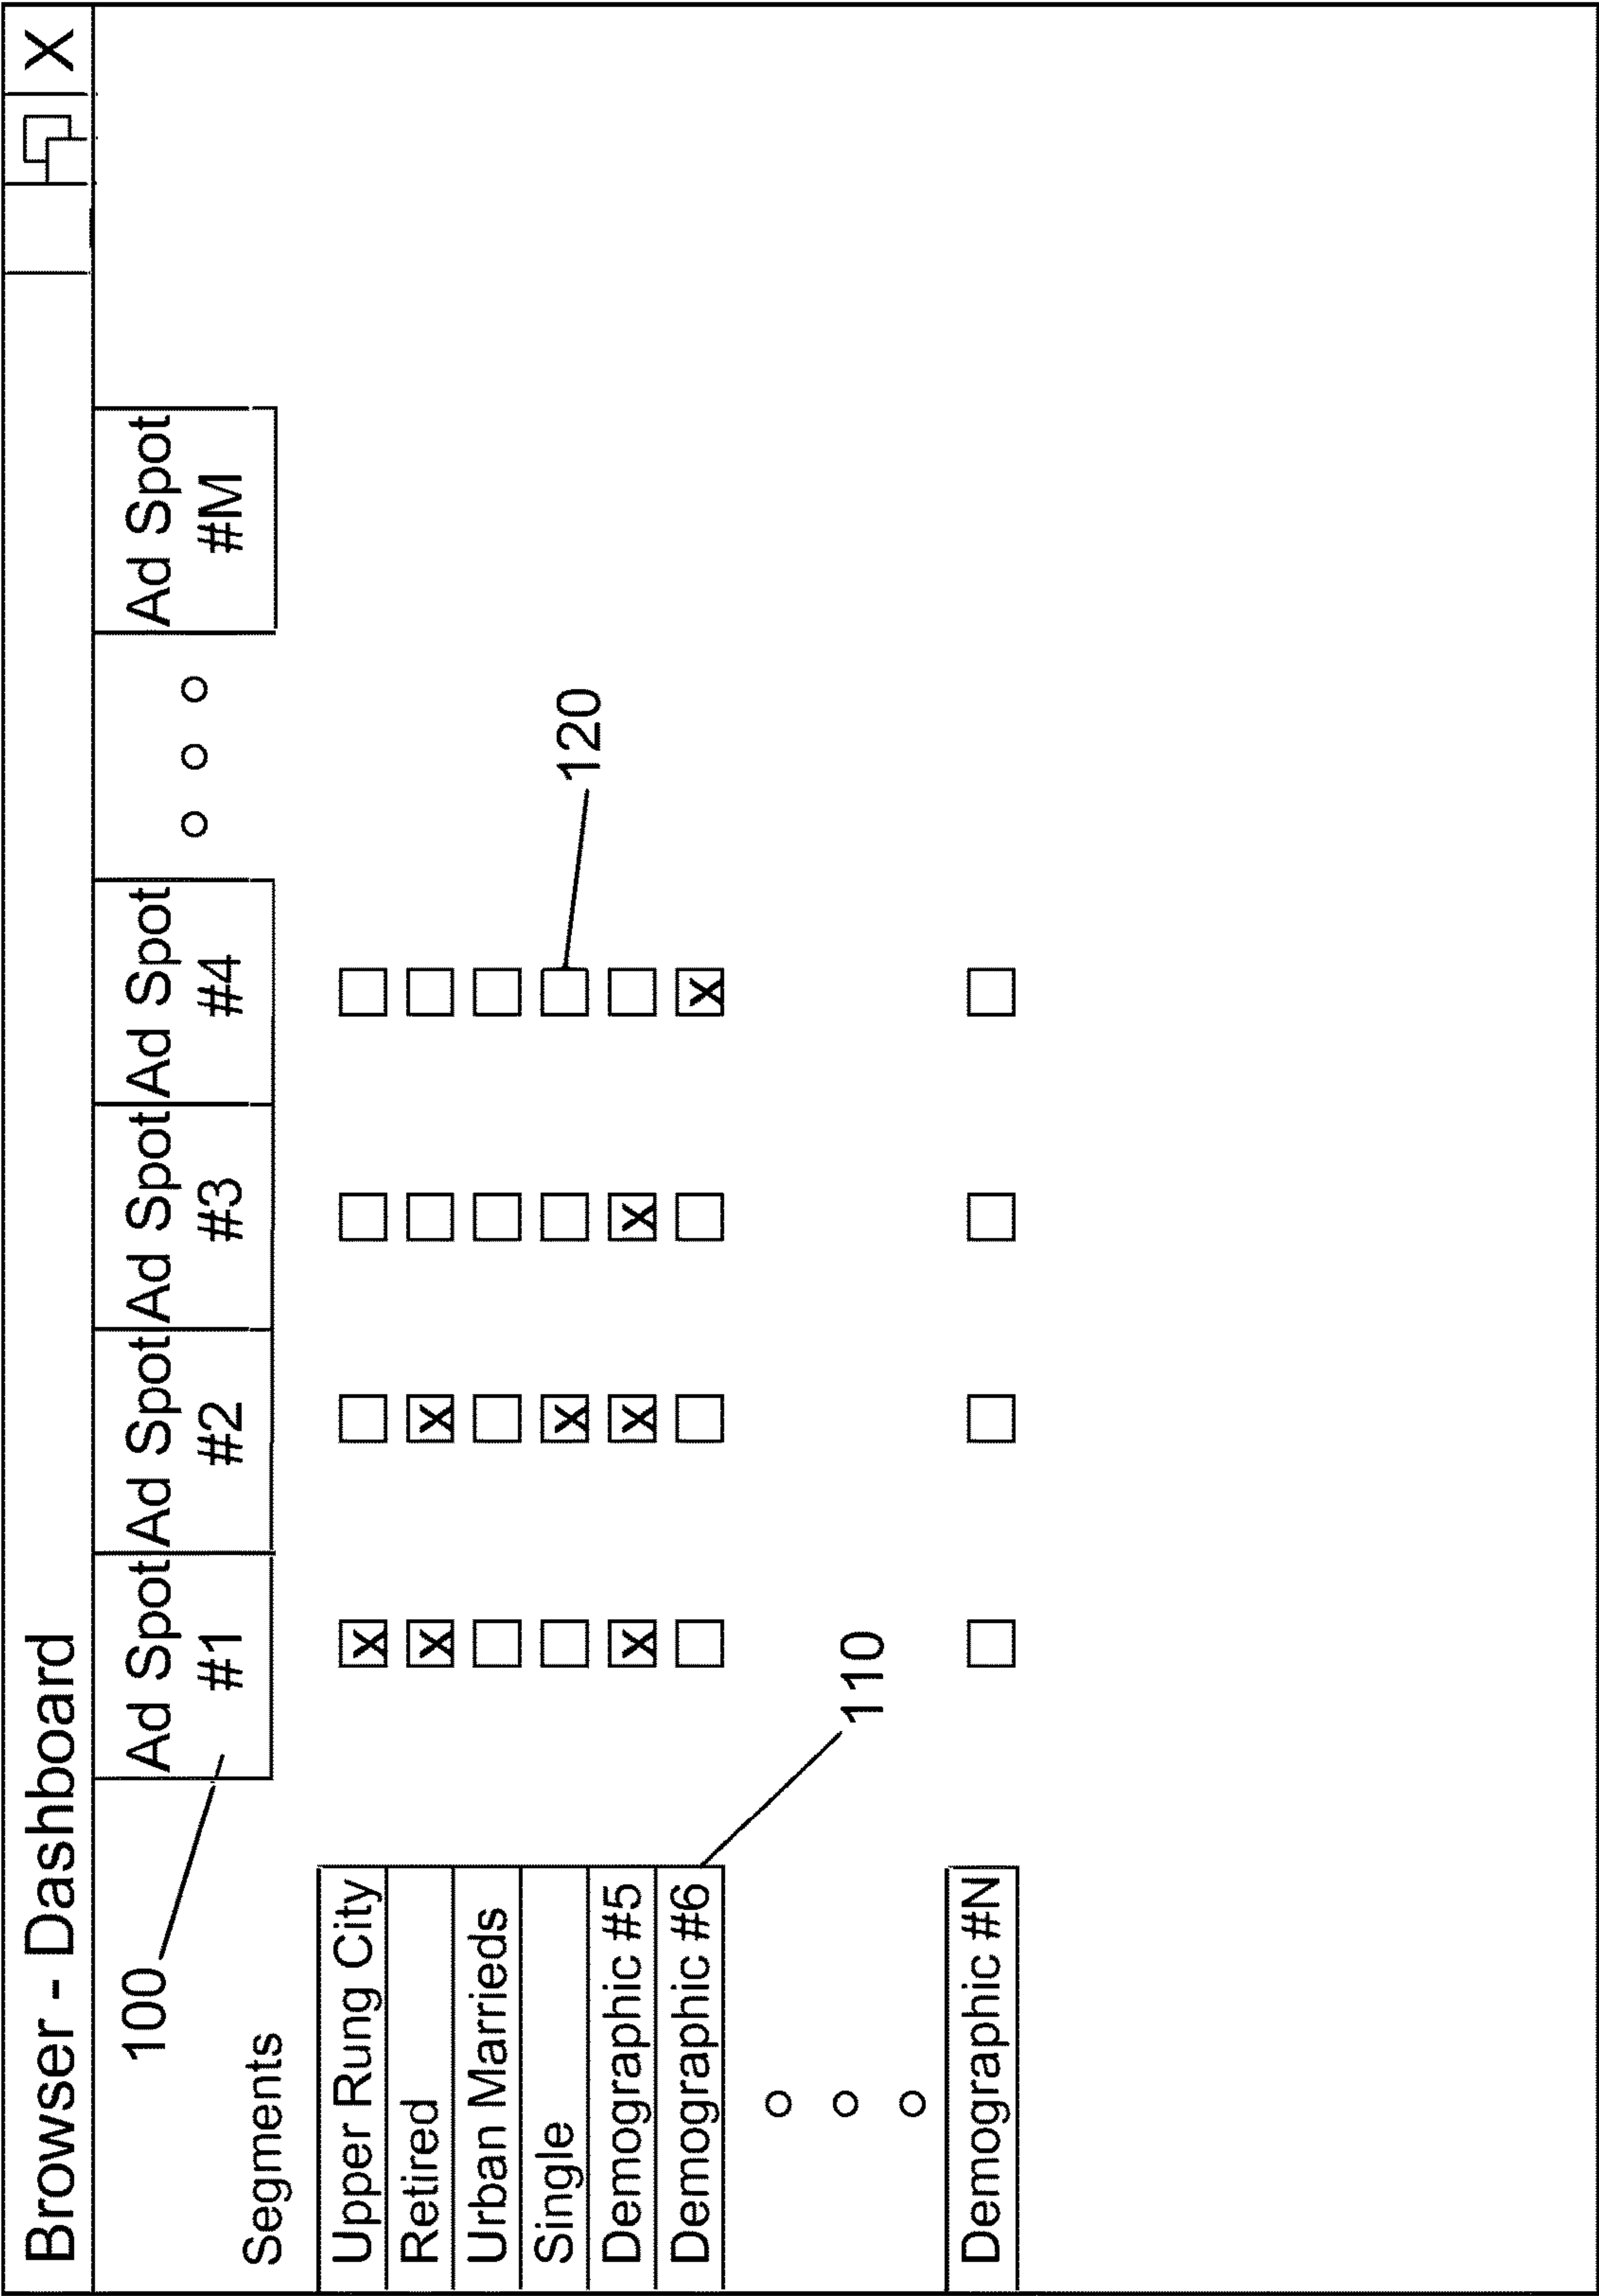 Browser - Dashboard X
100
Ad Spot #1
Ad Spot #2
Ad Spot #3
Ad Spot #4
Ad Spot #M
Segments
Upper Rung City X
Retired X X
Urban Marrieds
Single X
120
Demographic #5 X X X
Demographic #6 X
110
Demographic #N